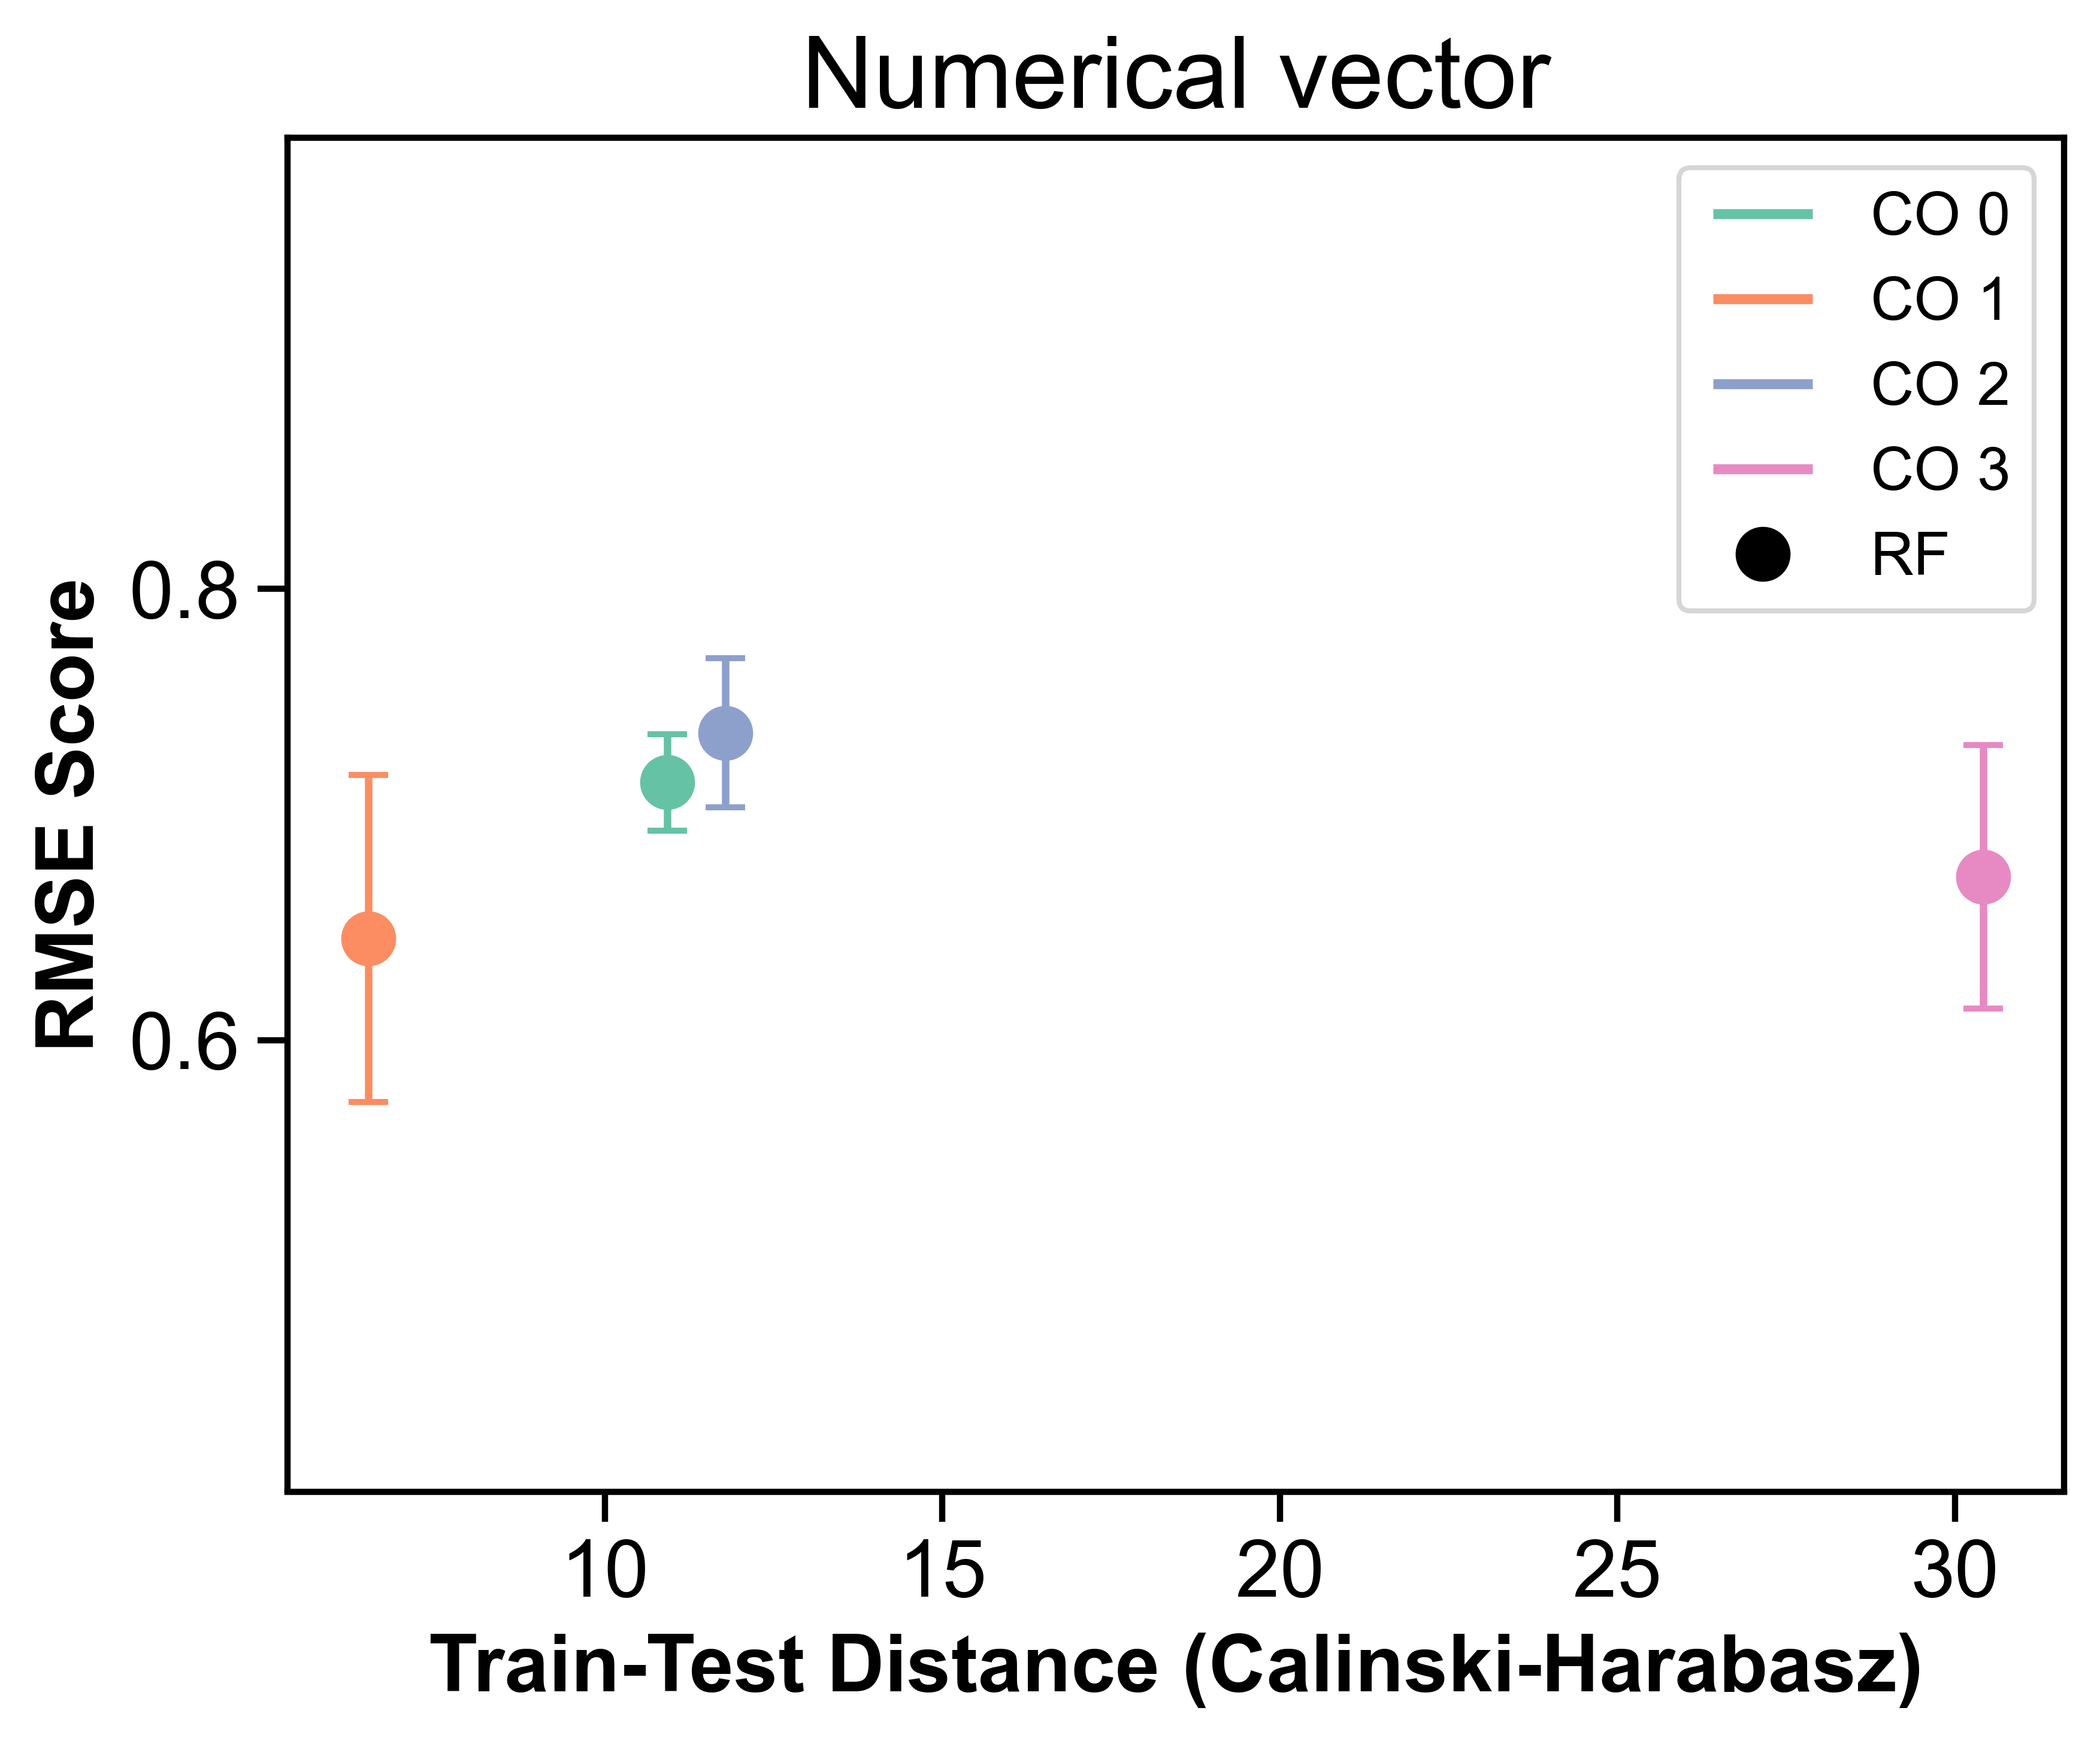 Numerical vector
CO 0
CO 1
CO 2
CO 3
RF
RMSE Score
0.8
0.6
10 15 20 25 30
Train-Test Distance (Calinski-Harabasz)